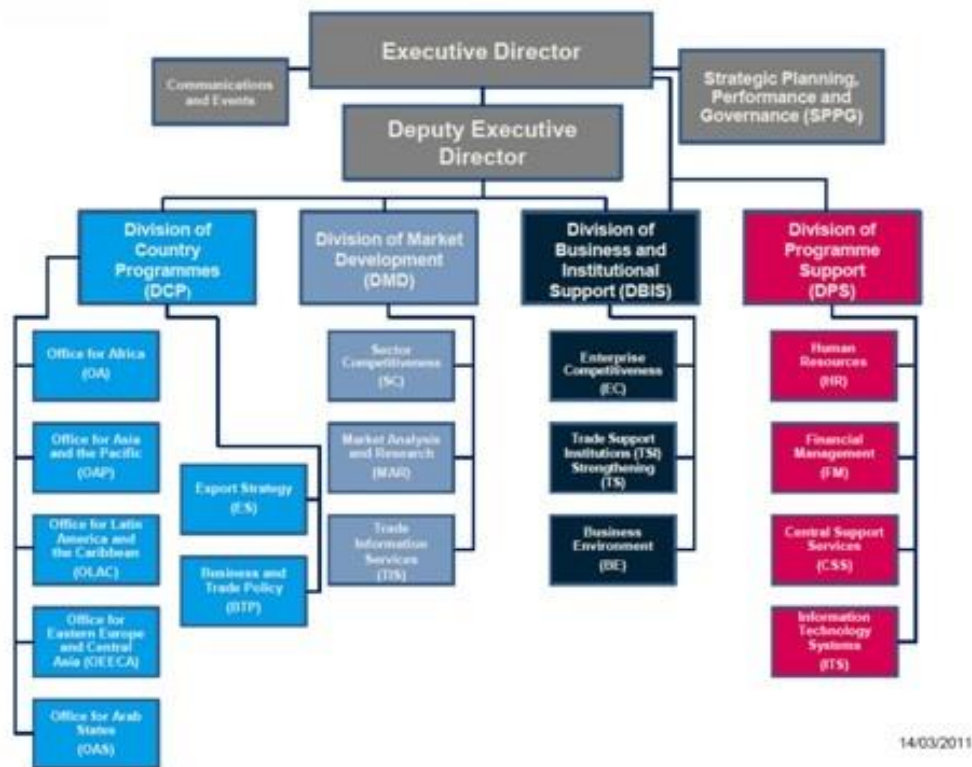 Executive Director
Communications
and Events
Strategic Planning,
Performance and
Governance (SPPG)
Deputy Executive
Director
Division of
Country
Programmes
(DCP)
Division of Market
Development
(DMD)
Division of
Business and
Institutional
Support (DBIS)
Division of
Programme
Support
(DPS)
Office for Africa
(OA)
Office for Asia
and the Pacific
(OAP)
Office for Latin
America and
the Caribbean
(OLAC)
Office for
Eastern Europe
and Central
Asia (OEECA)
Office for Arab
States
(OAS)
Export Strategy
(ES)
Business and
Trade Policy
(BTP)
Sector
Competitiveness
(SC)
Market Analysis
and Research
(MAR)
Trade
Information
Services
(TIS)
Enterprise
Competitiveness
(EC)
Trade Support
Institutions (TSI)
Strengthening
(TS)
Business
Environment
(BE)
Human
Resources
(HR)
Financial
Management
(FM)
Central Support
Services
(CSS)
Information
Technology
Systems
(ITS)
14/03/2011